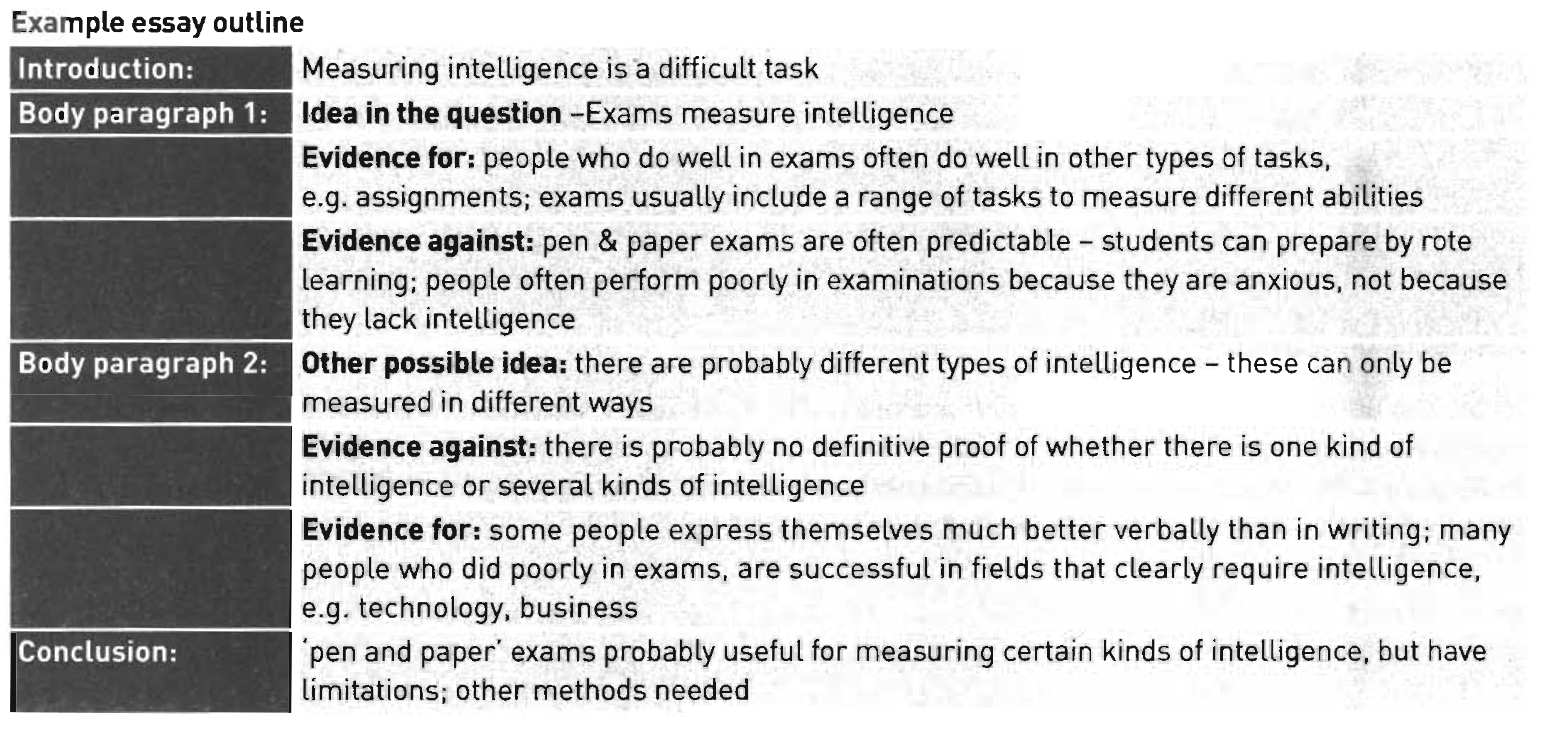 Example essay outline
Introduction: Measuring intelligence is a difficult task
Body paragraph 1: Idea in the question –Exams measure intelligence
Evidence for: people who do well in exams often do well in other types of tasks,
e.g. assignments; exams usually include a range of tasks to measure different abilities
Evidence against: pen & paper exams are often predictable – students can prepare by rote
learning; people often perform poorly in examinations because they are anxious, not because
they lack intelligence
Body paragraph 2: Other possible idea: there are probably different types of intelligence – these can only be
measured in different ways
Evidence against: there is probably no definitive proof of whether there is one kind of
intelligence or several kinds of intelligence
Evidence for: some people express themselves much better verbally than in writing; many
people who did poorly in exams, are successful in fields that clearly require intelligence,
e.g. technology, business
Conclusion: 'pen and paper' exams probably useful for measuring certain kinds of intelligence, but have
limitations; other methods needed